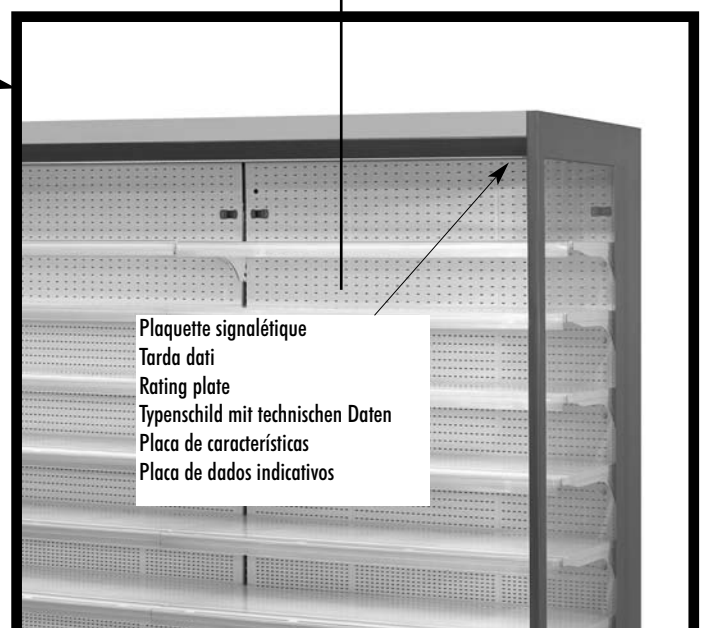 Plaquette signalétique
Tarda dati
Rating plate
Typenschild mit technischen Daten
Placa de características
Placa de dados indicativos